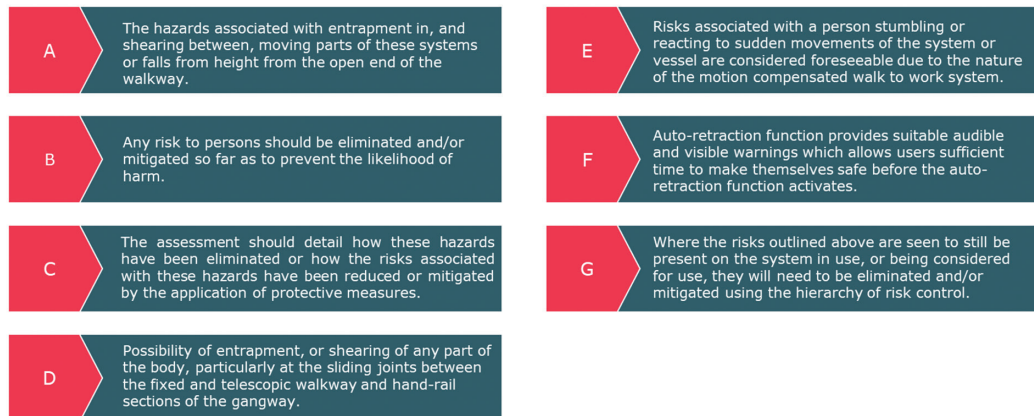 A
The hazards associated with entrapment in, and
shearing between, moving parts of these systems
or falls from height from the open end of the
walkway.
B
Any risk to persons should be eliminated and/or
mitigated so far as to prevent the likelihood of
harm.
C
The assessment should detail how these hazards
have been eliminated or how the risks associated
with these hazards have been reduced or mitigated
by the application of protective measures.
D
Possibility of entrapment, or shearing of any part of
the body, particularly at the sliding joints between
the fixed and telescopic walkway and hand-rail
sections of the gangway.
E
Risks associated with a person stumbling or
reacting to sudden movements of the system or
vessel are considered foreseeable due to the nature
of the motion compensated walk to work system.
F
Auto-retraction function provides suitable audible
and visible warnings which allows users sufficient
time to make themselves safe before the auto-
retraction function activates.
G
Where the risks outlined above are seen to still be
present on the system in use, or being considered
for use, they will need to be eliminated and/or
mitigated using the hierarchy of risk control.